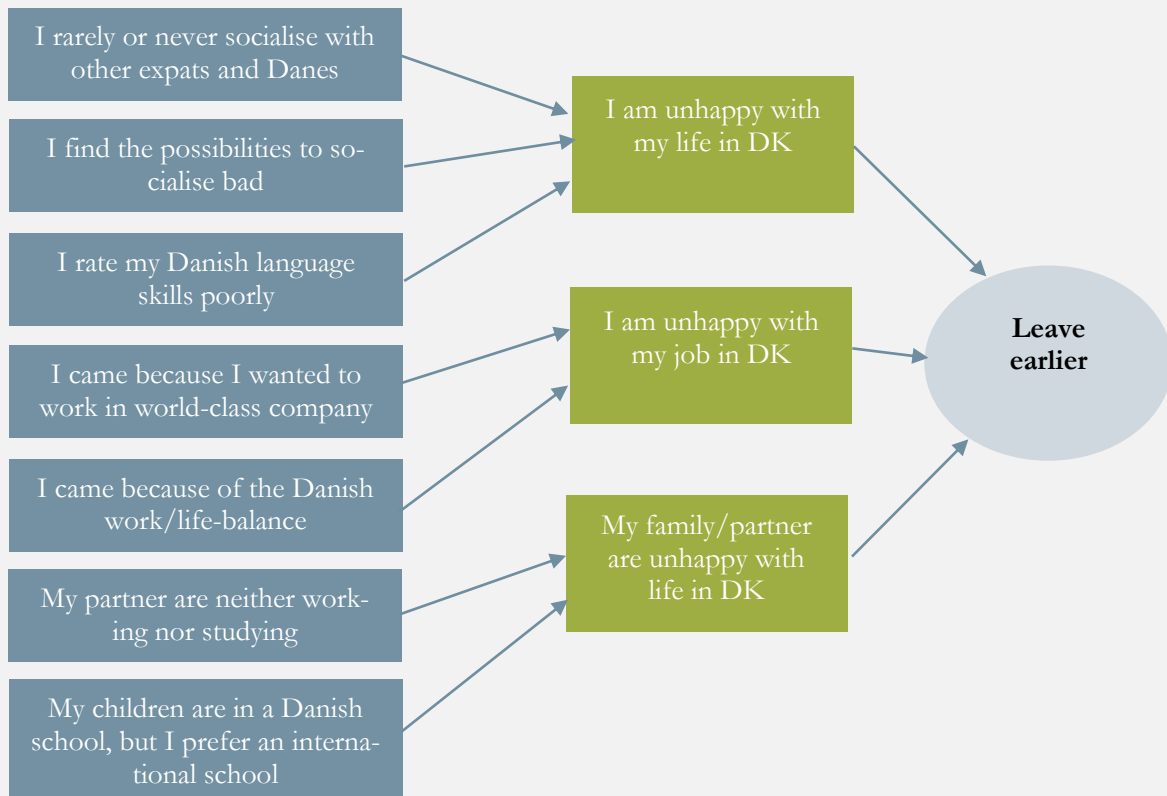 I rarely or never socialise with
other expats and Danes
I find the possibilities to so-
cialise bad
I rate my Danish language
skills poorly
I came because I wanted to
work in world-class company
I came because of the Danish
work/life-balance
My partner are neither work-
ing nor studying
My children are in a Danish
school, but I prefer an interna-
tional school
I am unhappy with
my life in DK
I am unhappy with
my job in DK
My family/partner
are unhappy with
life in DK
Leave
earlier